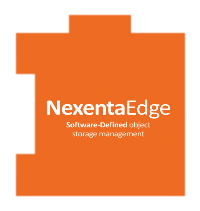 NexentaEdge
Software-Defined object
storage management